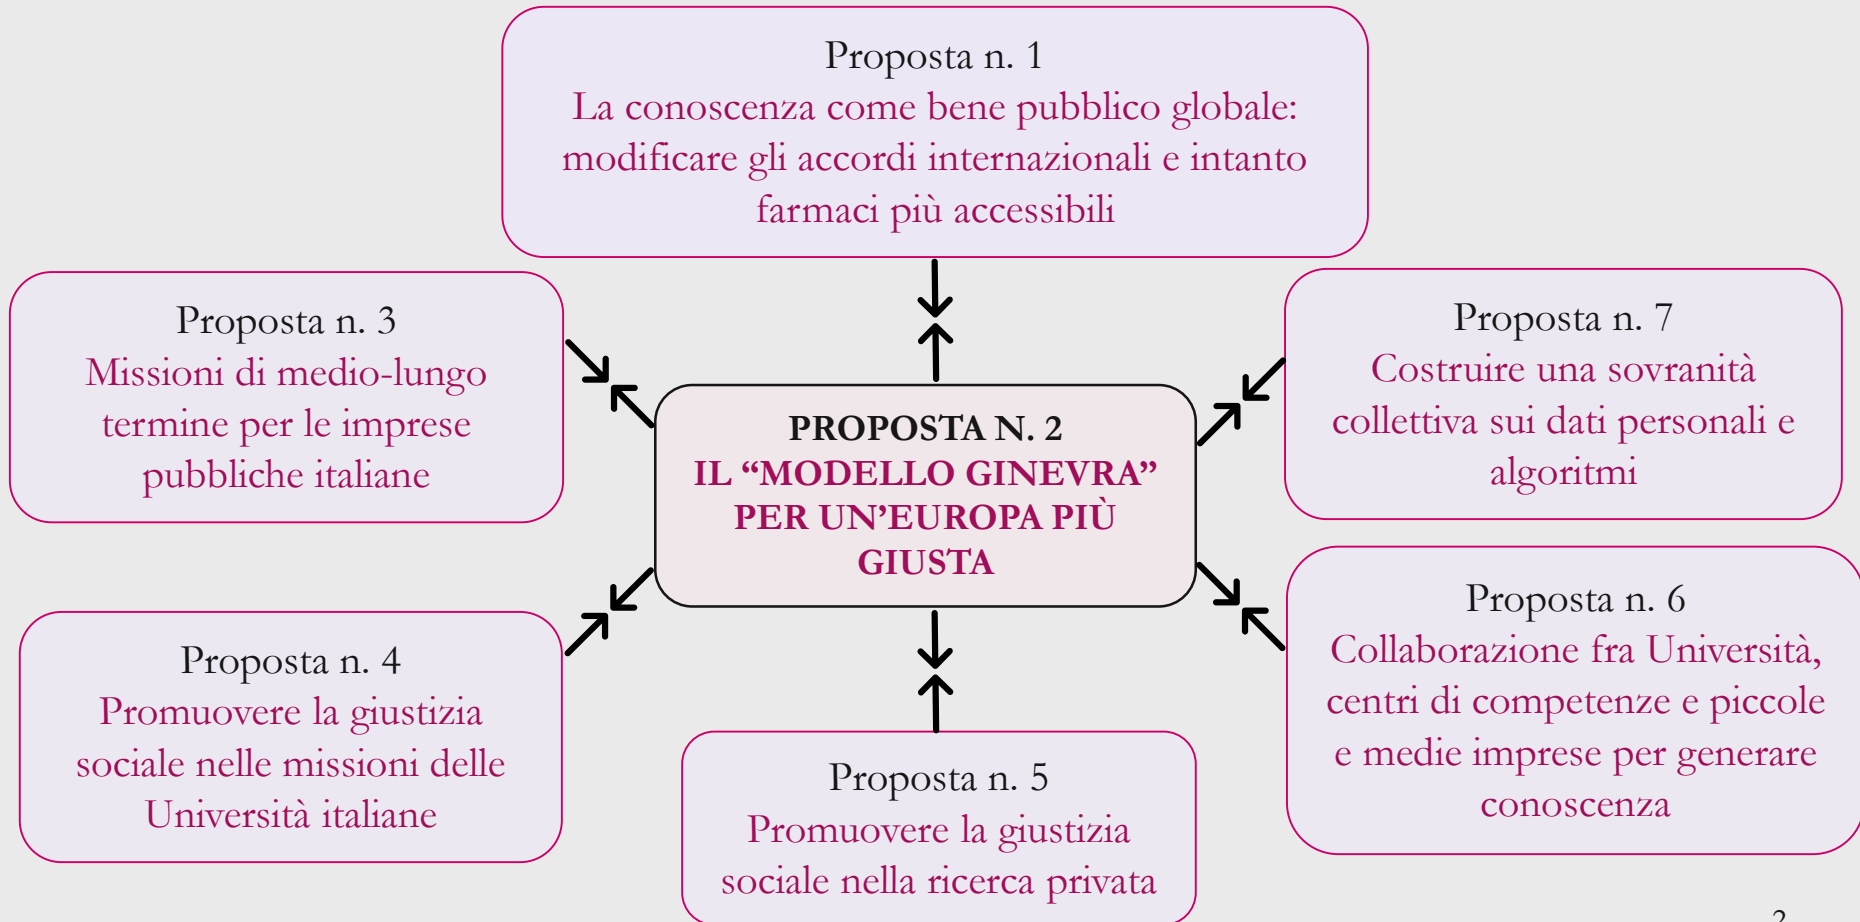 Proposta n. 1
La conoscenza come bene pubblico globale:
modificare gli accordi internazionali e intanto
farmaci più accessibili
Proposta n. 3
Missioni di medio-lungo
termine per le imprese
pubbliche italiane
PROPOSTA N. 2
IL “MODELLO GINEVRA”
PER UN’EUROPA PIÙ
GIUSTA
Proposta n. 7
Costruire una sovranità
collettiva sui dati personali e
algoritmi
Proposta n. 4
Promuovere la giustizia
sociale nelle missioni delle
Università italiane
Proposta n. 5
Promuovere la giustizia
sociale nella ricerca privata
Proposta n. 6
Collaborazione fra Università,
centri di competenze e piccole
e medie imprese per generare
conoscenza
2